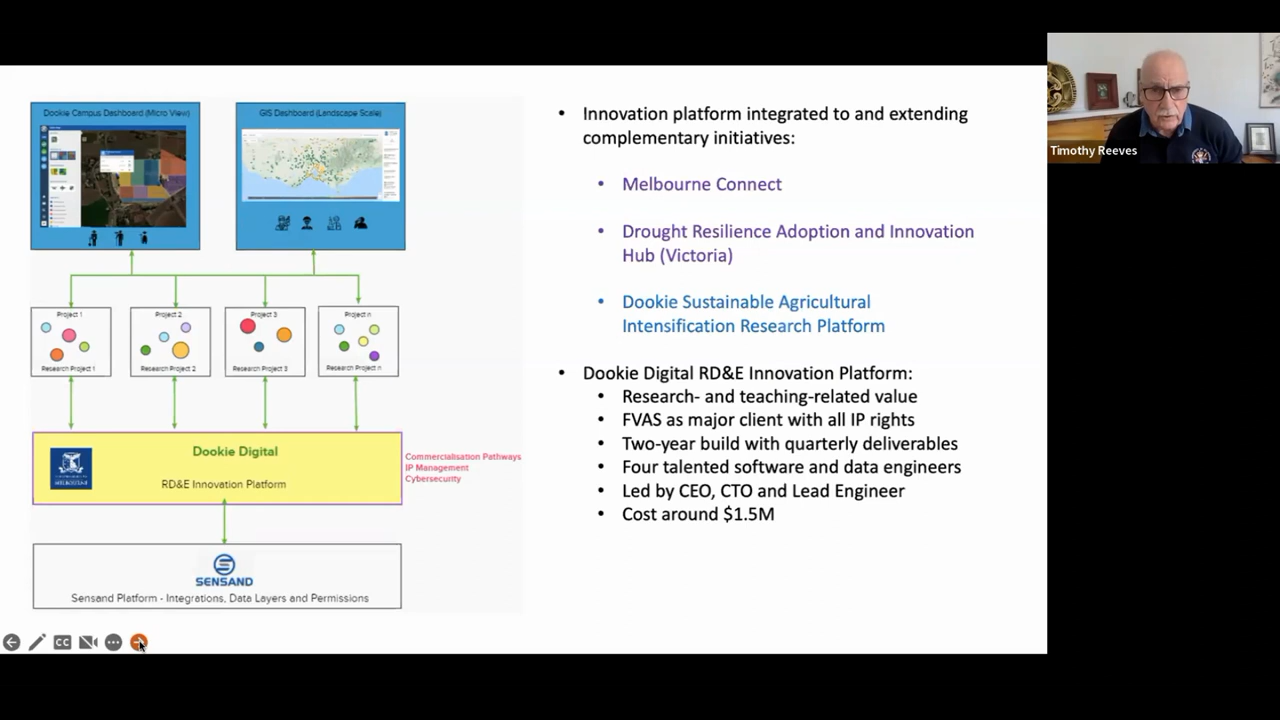 Dookie Campus Dashboard (Micro View)
GIS Dashboard (Landscape Scale)
Project 1
Research Project 1
Project 2
Research Project 2
Project 3
Research Project 3
Project n
Research Project n
Dookie Digital
RD&E Innovation Platform
MELBOURNE
Commercialisation Pathways
IP Management
Cybersecurity
SENSAND
Sensand Platform - Integrations, Data Layers and Permissions
• Innovation platform integrated to and extending
complementary initiatives:
• Melbourne Connect
• Drought Resilience Adoption and Innovation
Hub (Victoria)
• Dookie Sustainable Agricultural
Intensification Research Platform
• Dookie Digital RD&E Innovation Platform:
• Research- and teaching-related value
• FVAS as major client with all IP rights
• Two-year build with quarterly deliverables
• Four talented software and data engineers
• Led by CEO, CTO and Lead Engineer
• Cost around $1.5M
CC
Timothy Reeves